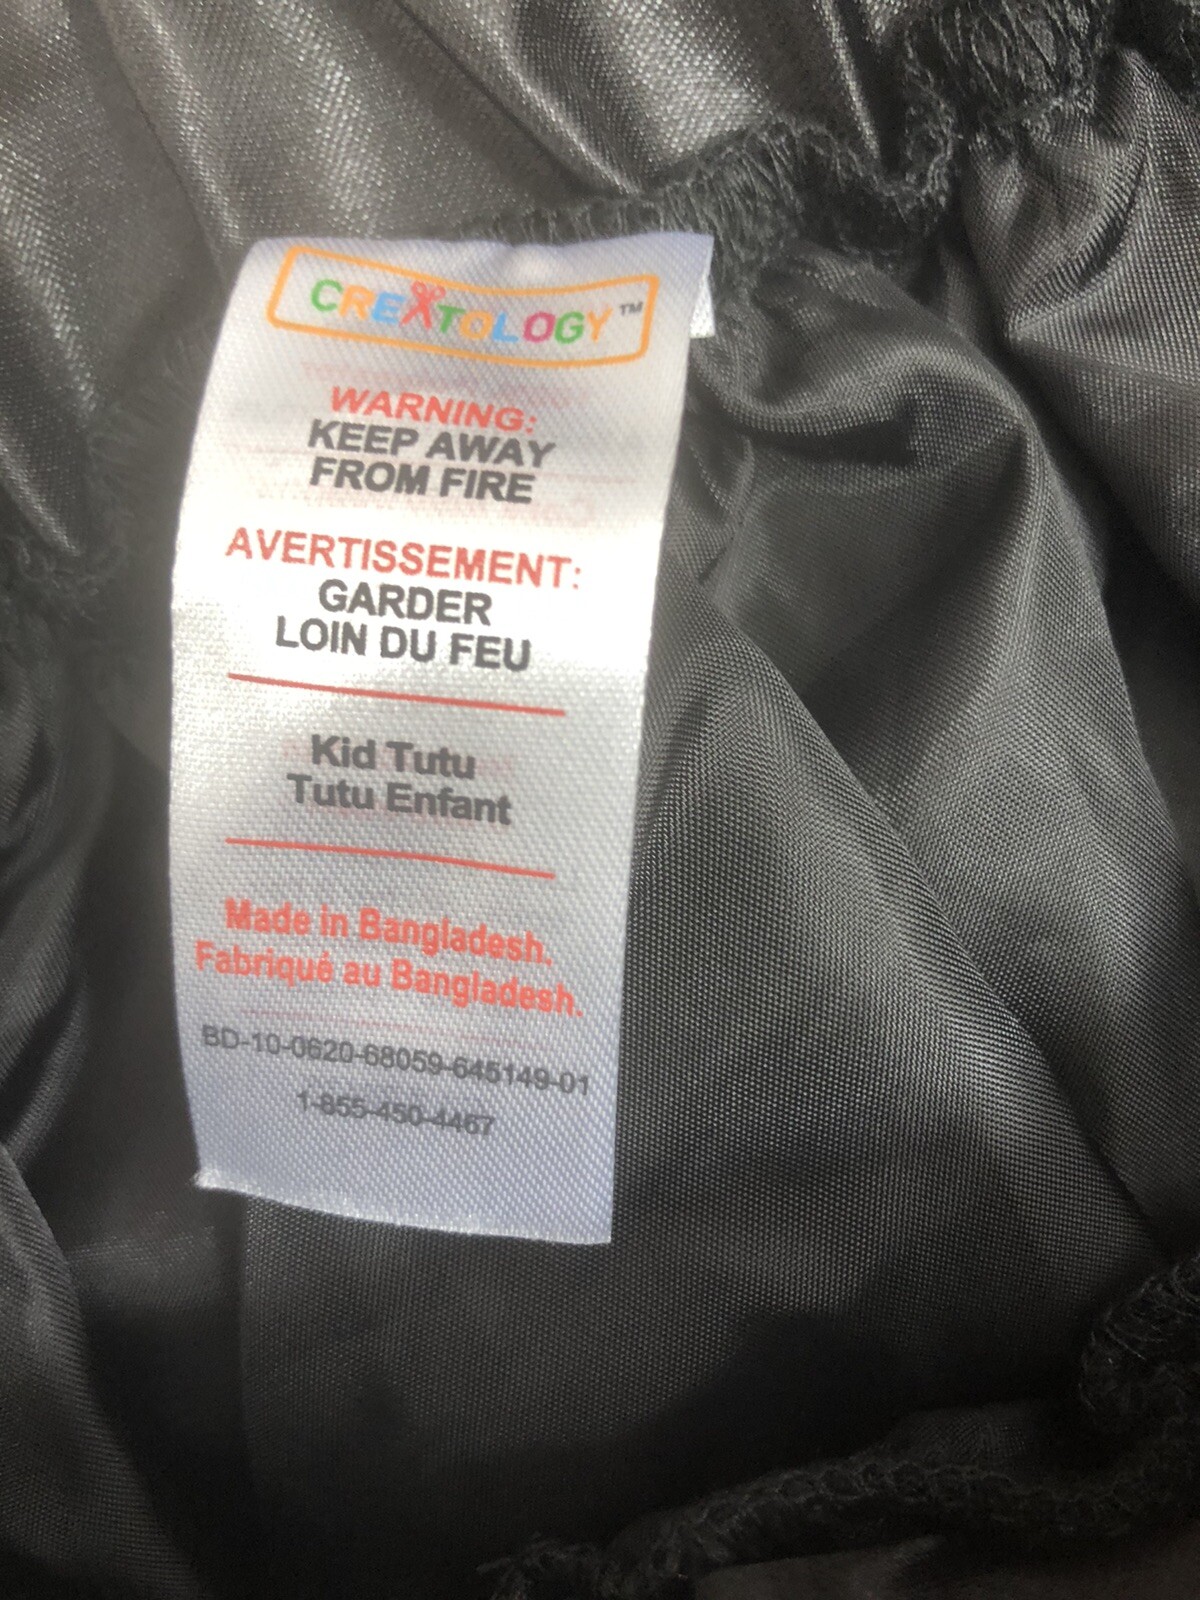 CREATOLOGY™
WARNING:
KEEP AWAY
FROM FIRE
AVERTISSEMENT:
GARDER
LOIN DU FEU
Kid Tutu
Tutu Enfant
Made in Bangladesh.
Fabriqué au Bangladesh.
BD-10-0620-68059-645149-01
1-855-450-4467